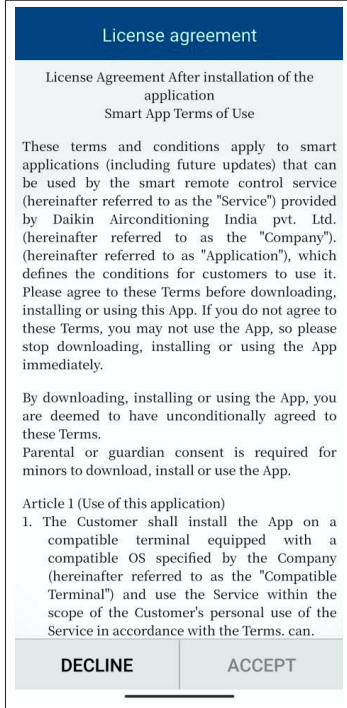 License agreement
License Agreement After installation of the
application
Smart App Terms of Use
These terms and conditions apply to smart
applications (including future updates) that can
be used by the smart remote control service
(hereinafter referred to as the "Service") provided
by Daikin Airconditioning India pvt. Ltd.
(hereinafter referred to as the "Company").
(hereinafter referred to as "Application"), which
defines the conditions for customers to use it.
Please agree to these Terms before downloading,
installing or using this App. If you do not agree to
these Terms, you may not use the App, so please
stop downloading, installing or using the App
immediately.
By downloading, installing or using the App, you
are deemed to have unconditionally agreed to
these Terms.
Parental or guardian consent is required for
minors to download, install or use the App.
Article 1 (Use of this application)
1. The Customer shall install the App on a
compatible terminal equipped with a
compatible OS specified by the Company
(hereinafter referred to as the "Compatible
Terminal") and use the Service within the
scope of the Customer's personal use of the
Service in accordance with the Terms. can.
DECLINE ACCEPT